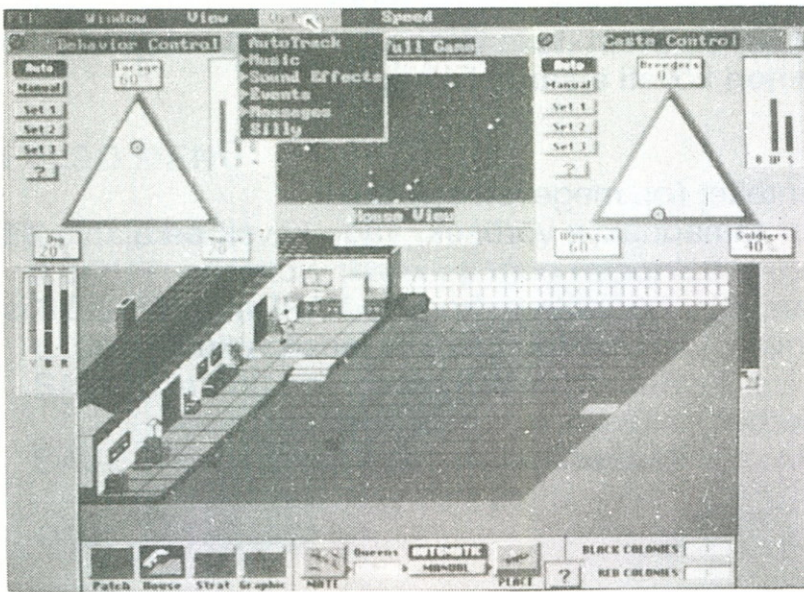 File Window View Options Speed
Behavior Control
Auto
Manual
Set 1
Set 2
Set 3
?
Forage
60
Dig
20
20
AutoTrack
Music
Sound Effects
Events
Messages
Silly
Full Game
House View
Caste Control
Auto
Manual
Set 1
Set 2
Set 3
?
Breeders
0
Workers
60
Soldiers
40
B W S
Y B R
Patch House Strat Graphic
MATE
Queens
AUTOMATIC
MANUAL
PLACE
?
BLACK COLONIES
RED COLONIES